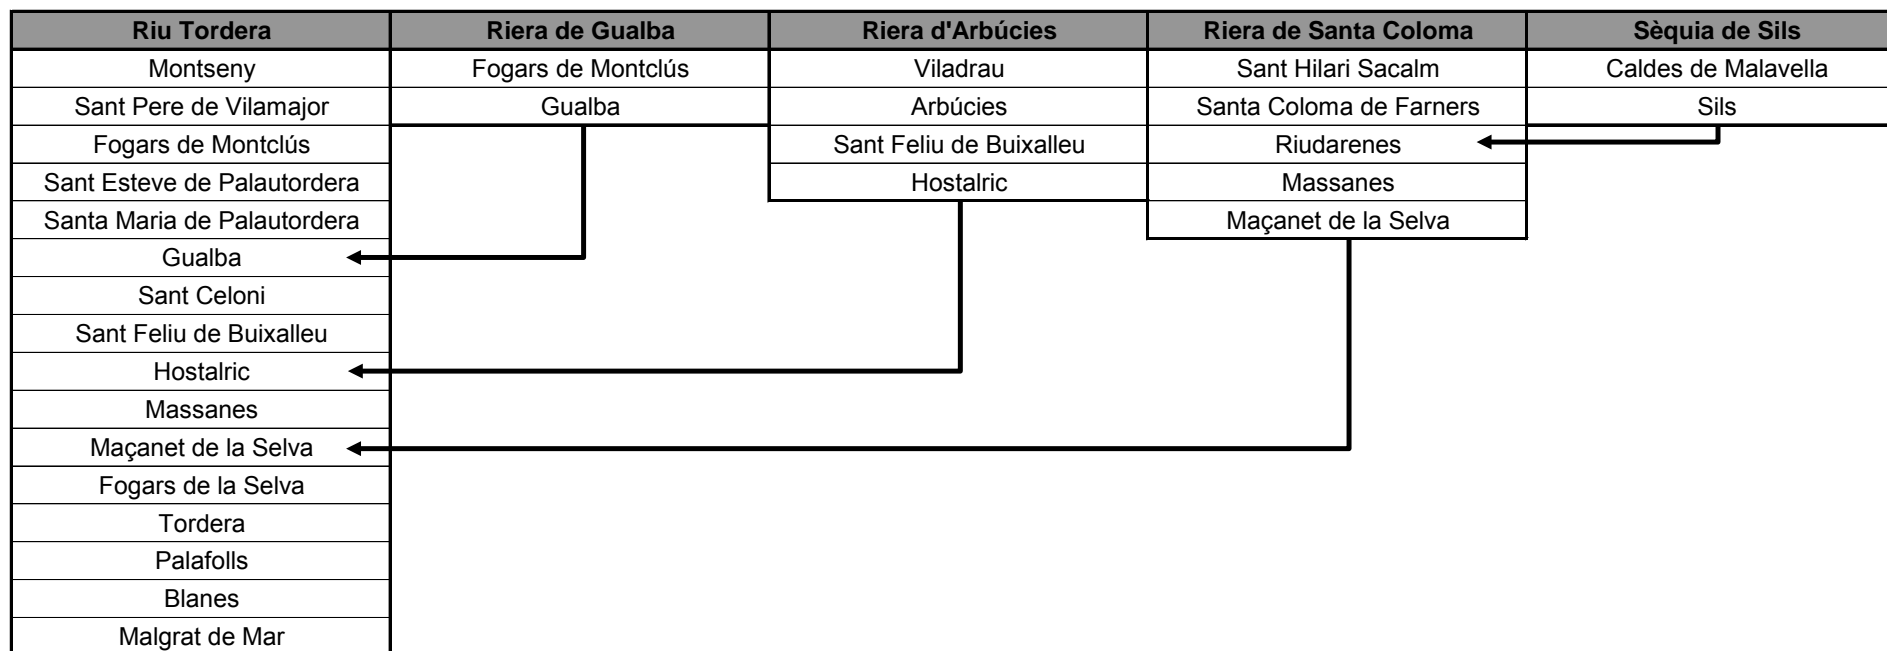 Riu Tordera Riera de Gualba Riera d'Arbúcies Riera de Santa Coloma Sèquia de Sils
Montseny Fogars de Montclús Viladrau Sant Hilari Sacalm Caldes de Malavella
Sant Pere de Vilamajor Gualba Arbúcies Santa Coloma de Farners Sils
Fogars de Montclús Sant Feliu de Buixalleu Riudarenes
Sant Esteve de Palautordera Hostalric Massanes
Santa Maria de Palautordera Maçanet de la Selva
Gualba
Sant Celoni
Sant Feliu de Buixalleu
Hostalric
Massanes
Maçanet de la Selva
Fogars de la Selva
Tordera
Palafolls
Blanes
Malgrat de Mar